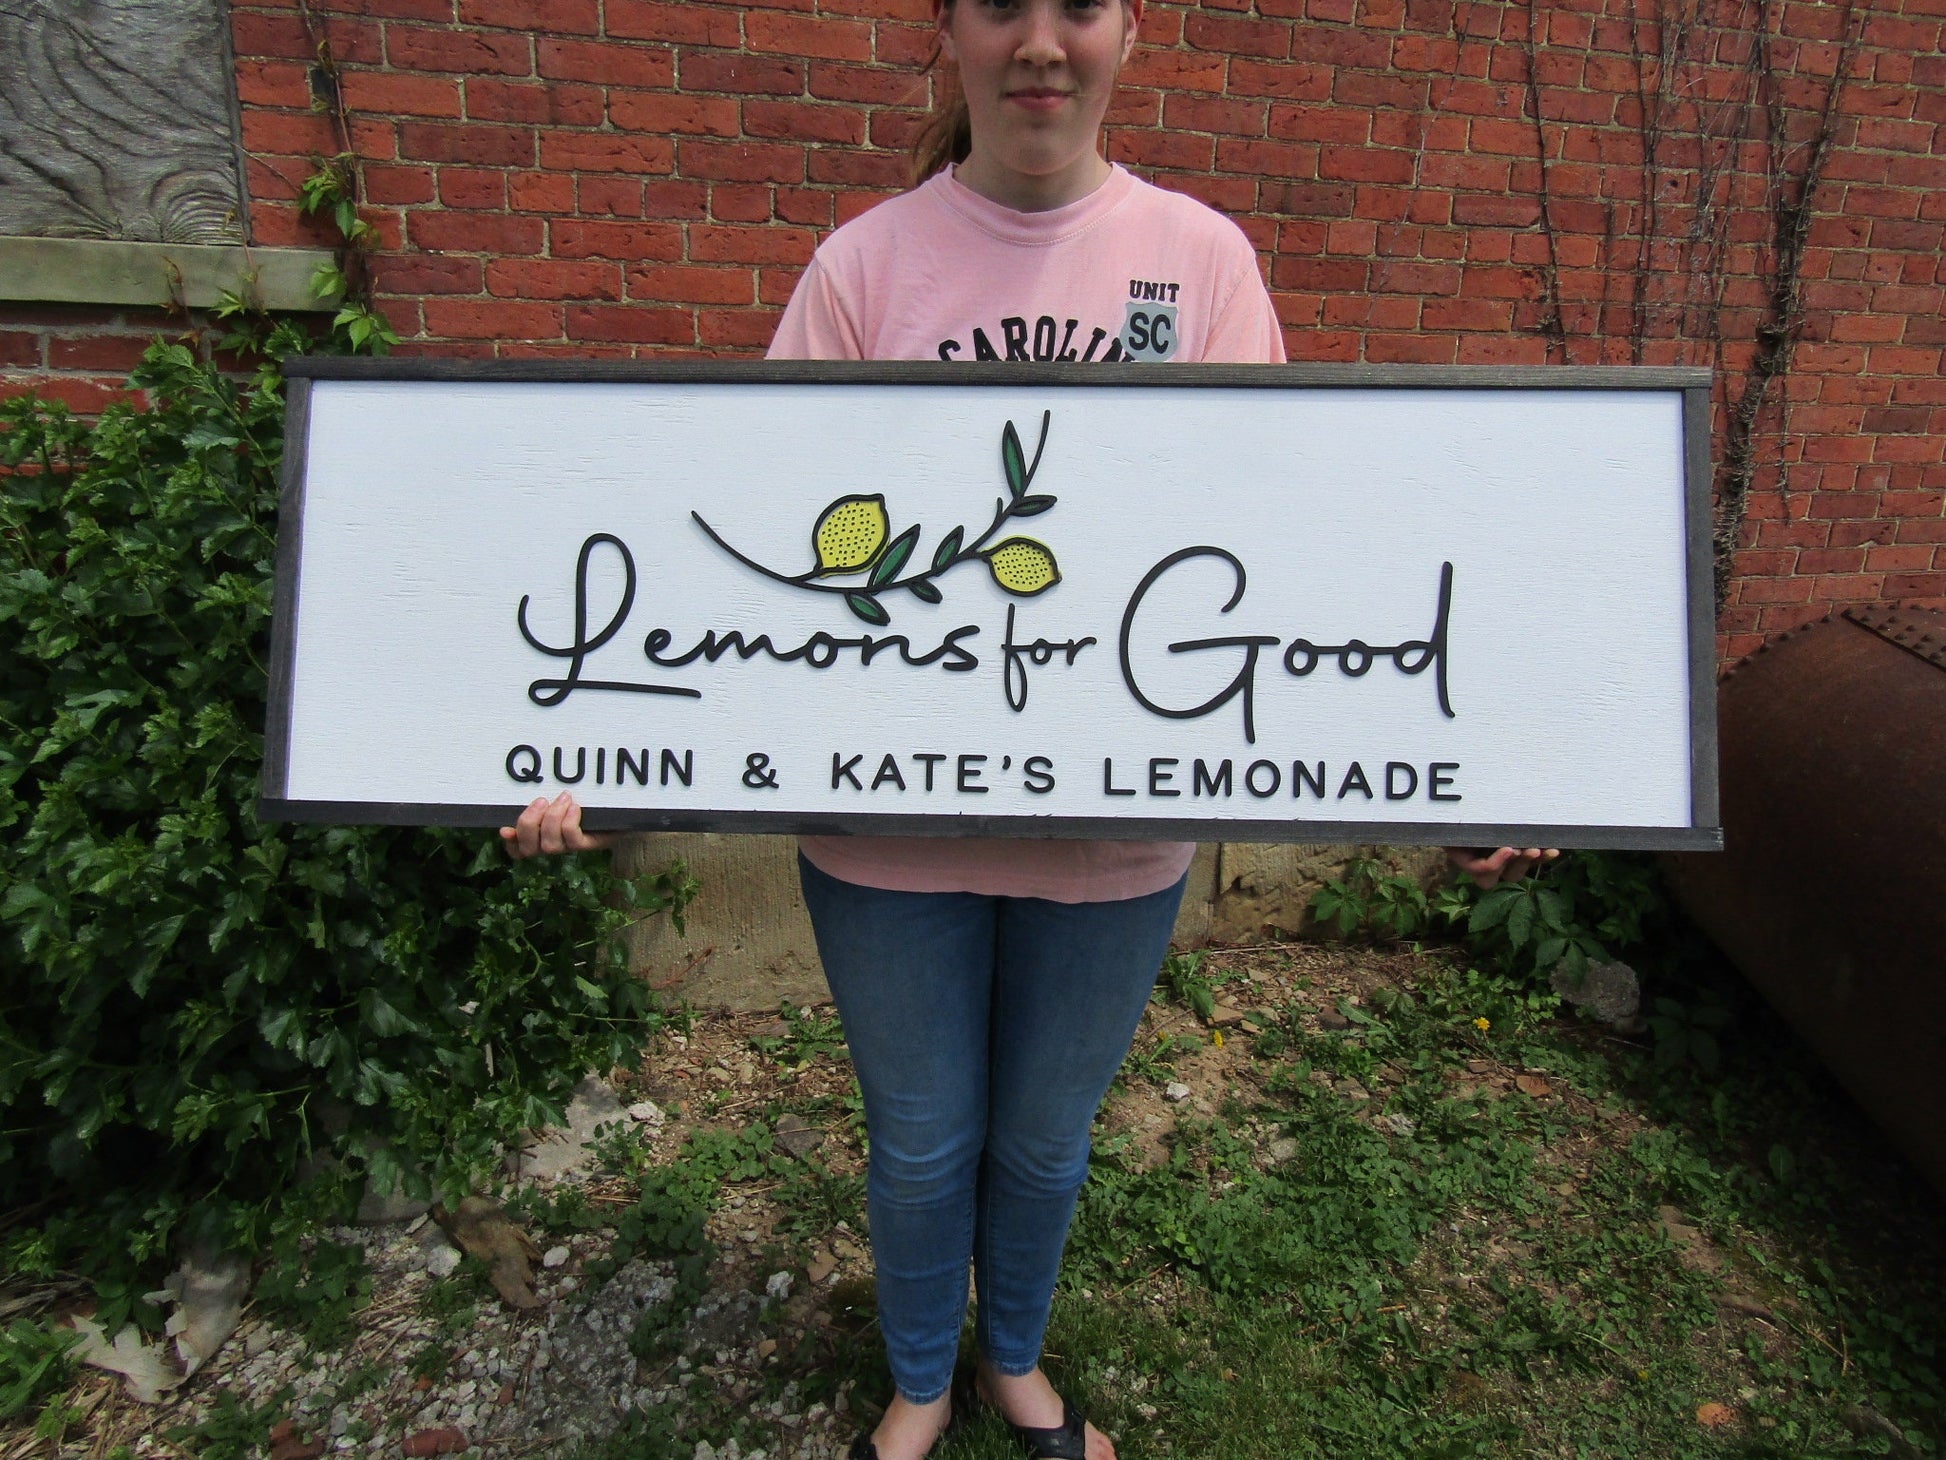 UNIT
SC
Lemons for Good
QUINN & KATE'S LEMONADE